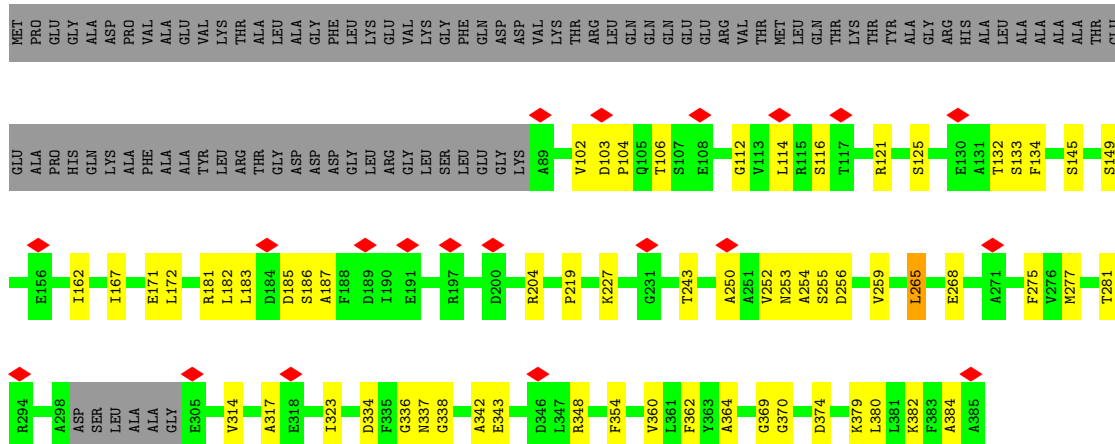 MET PRO GLU GLY ALA ASP PRO VAL ALA GLU VAL LYS THR ALA LEU ALA GLY PHE LEU LYS GLU VAL LYS GLY PHE GLN ASP ASP VAL LYS THR ARG LEU GLN GLN GLN GLU GLU ARG VAL THR MET LEU GLN THR LYS THR TYR ALA GLY ARG HIS ALA LEU ALA ALA ALA ALA THR GLU
GLU ALA PRO HIS GLN LYS ALA PHE ALA ALA TYR LEU ARG THR GLY ASP ASP ASP GLY LEU ARG GLY LEU SER LEU GLU GLY LYS A89 V102 D103 P104 Q105 T106 S107 E108 G112 V113 L114 R115 S116 T117 R121 S125 E130 A131 T132 S133 F134 S145 S149
E156 I162 I167 E171 L172 R181 L182 L183 D184 D185 S186 A187 F188 D189 I190 E191 R197 D200 R204 P219 K227 G231 T243 A250 A251 V252 N253 A254 S255 D256 V259 L265 E268 A271 F275 V276 M277 T281
R294 A298 ASP SER LEU ALA ALA GLY E305 V314 A317 E318 I323 D334 F335 G336 N337 G338 A342 E343 D346 L347 R348 F354 V360 L361 F362 Y363 A364 G369 G370 D374 K379 L380 L381 K382 F383 A384 A385